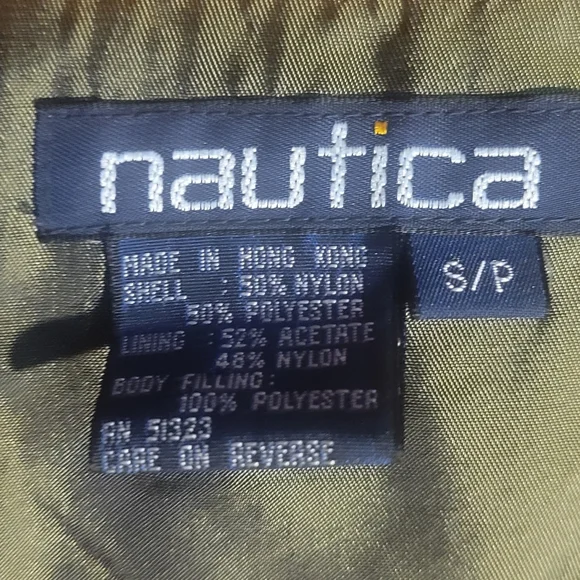 nautica
S/P
MADE IN HONG KONG
SHELL : 50% NYLON
50% POLYESTER
LINING : 52% ACETATE
48% NYLON
BODY FILLING:
100% POLYESTER
RN 51323
CARE ON REVERSE